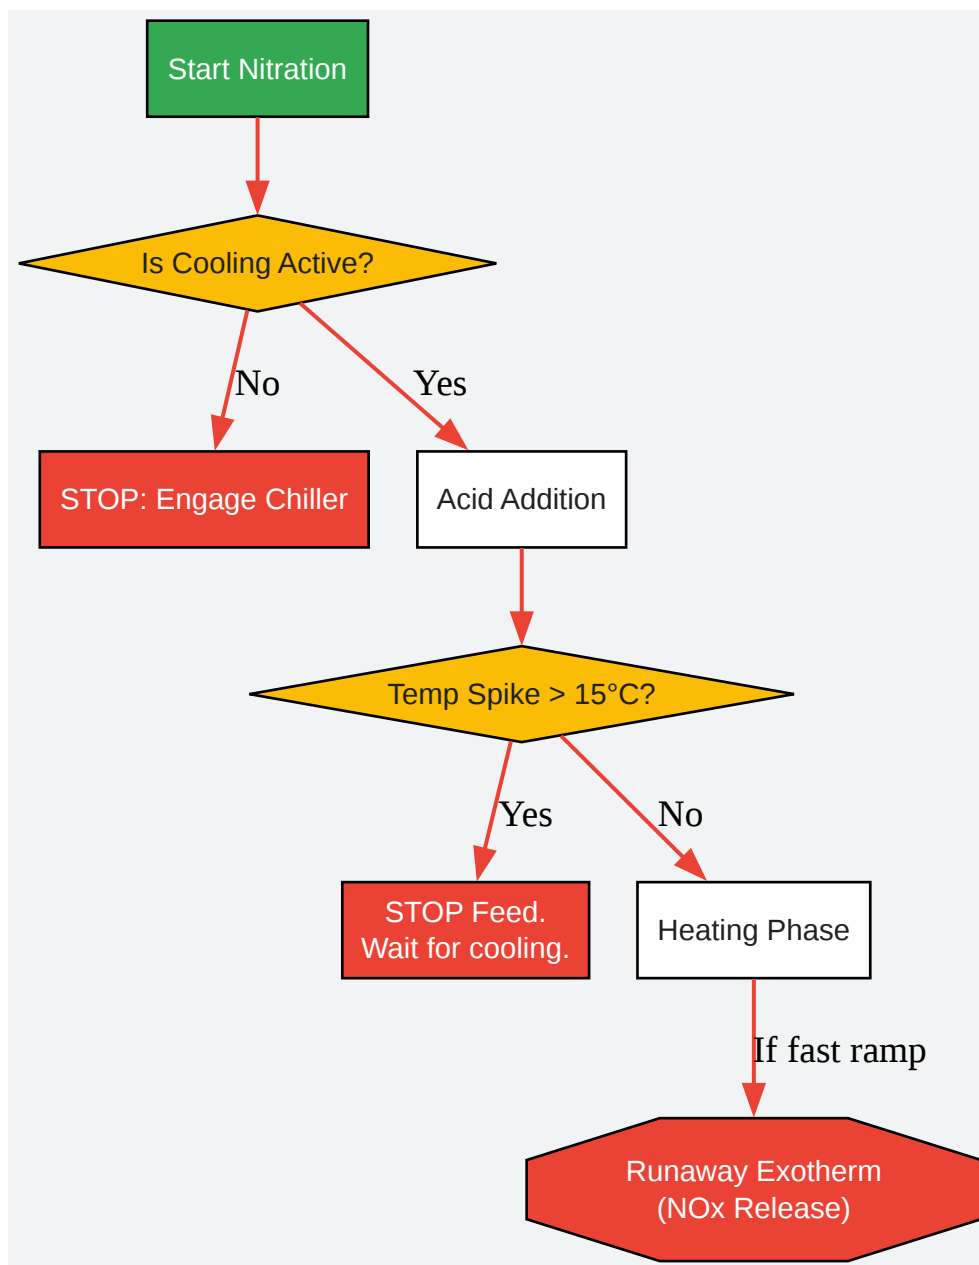 Start Nitration
Is Cooling Active?
No
Yes
STOP: Engage Chiller
Acid Addition
Temp Spike > 15°C?
Yes
No
STOP Feed.
Wait for cooling.
Heating Phase
If fast ramp
Runaway Exotherm
(NOx Release)